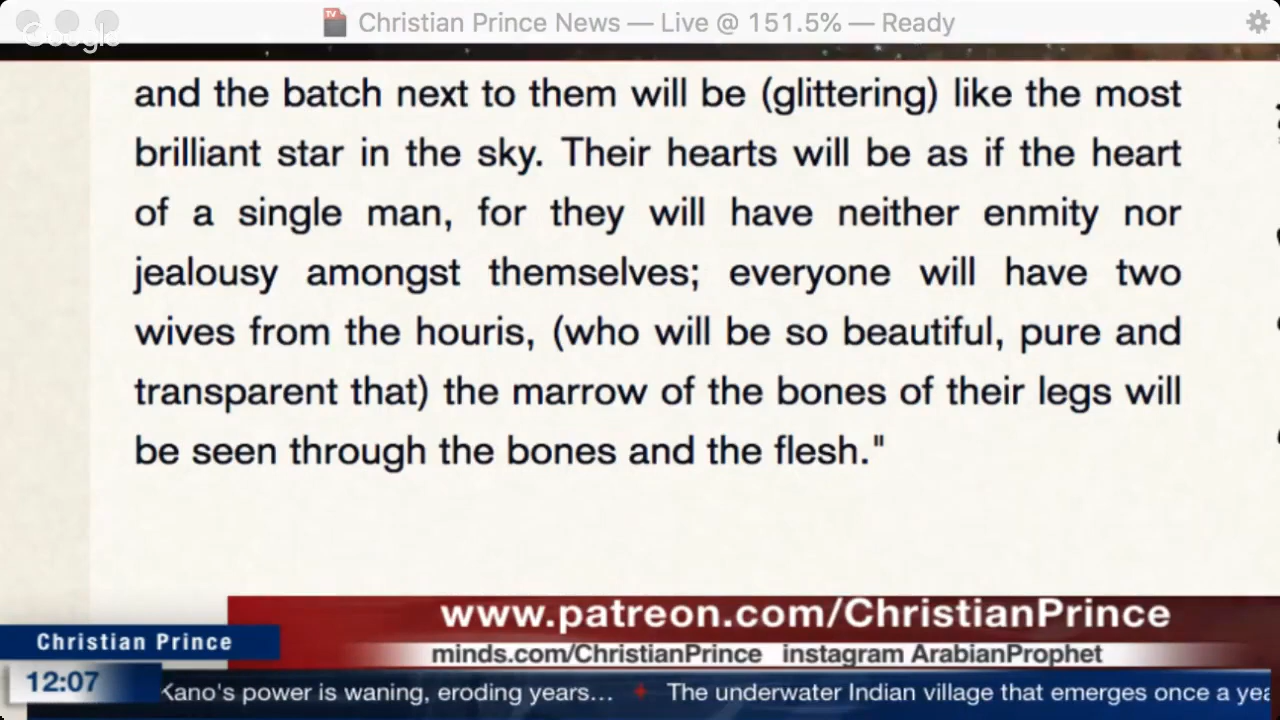 Christian Prince News — Live @ 151.5% — Ready
Google
and the batch next to them will be (glittering) like the most
brilliant star in the sky. Their hearts will be as if the heart
of a single man, for they will have neither enmity nor
jealousy amongst themselves; everyone will have two
wives from the houris, (who will be so beautiful, pure and
transparent that) the marrow of the bones of their legs will
be seen through the bones and the flesh."
www.patreon.com/ChristianPrince
Christian Prince
minds.com/ChristianPrince instagram ArabianProphet
12:07
Kano's power is waning, eroding years... The underwater Indian village that emerges once a yea